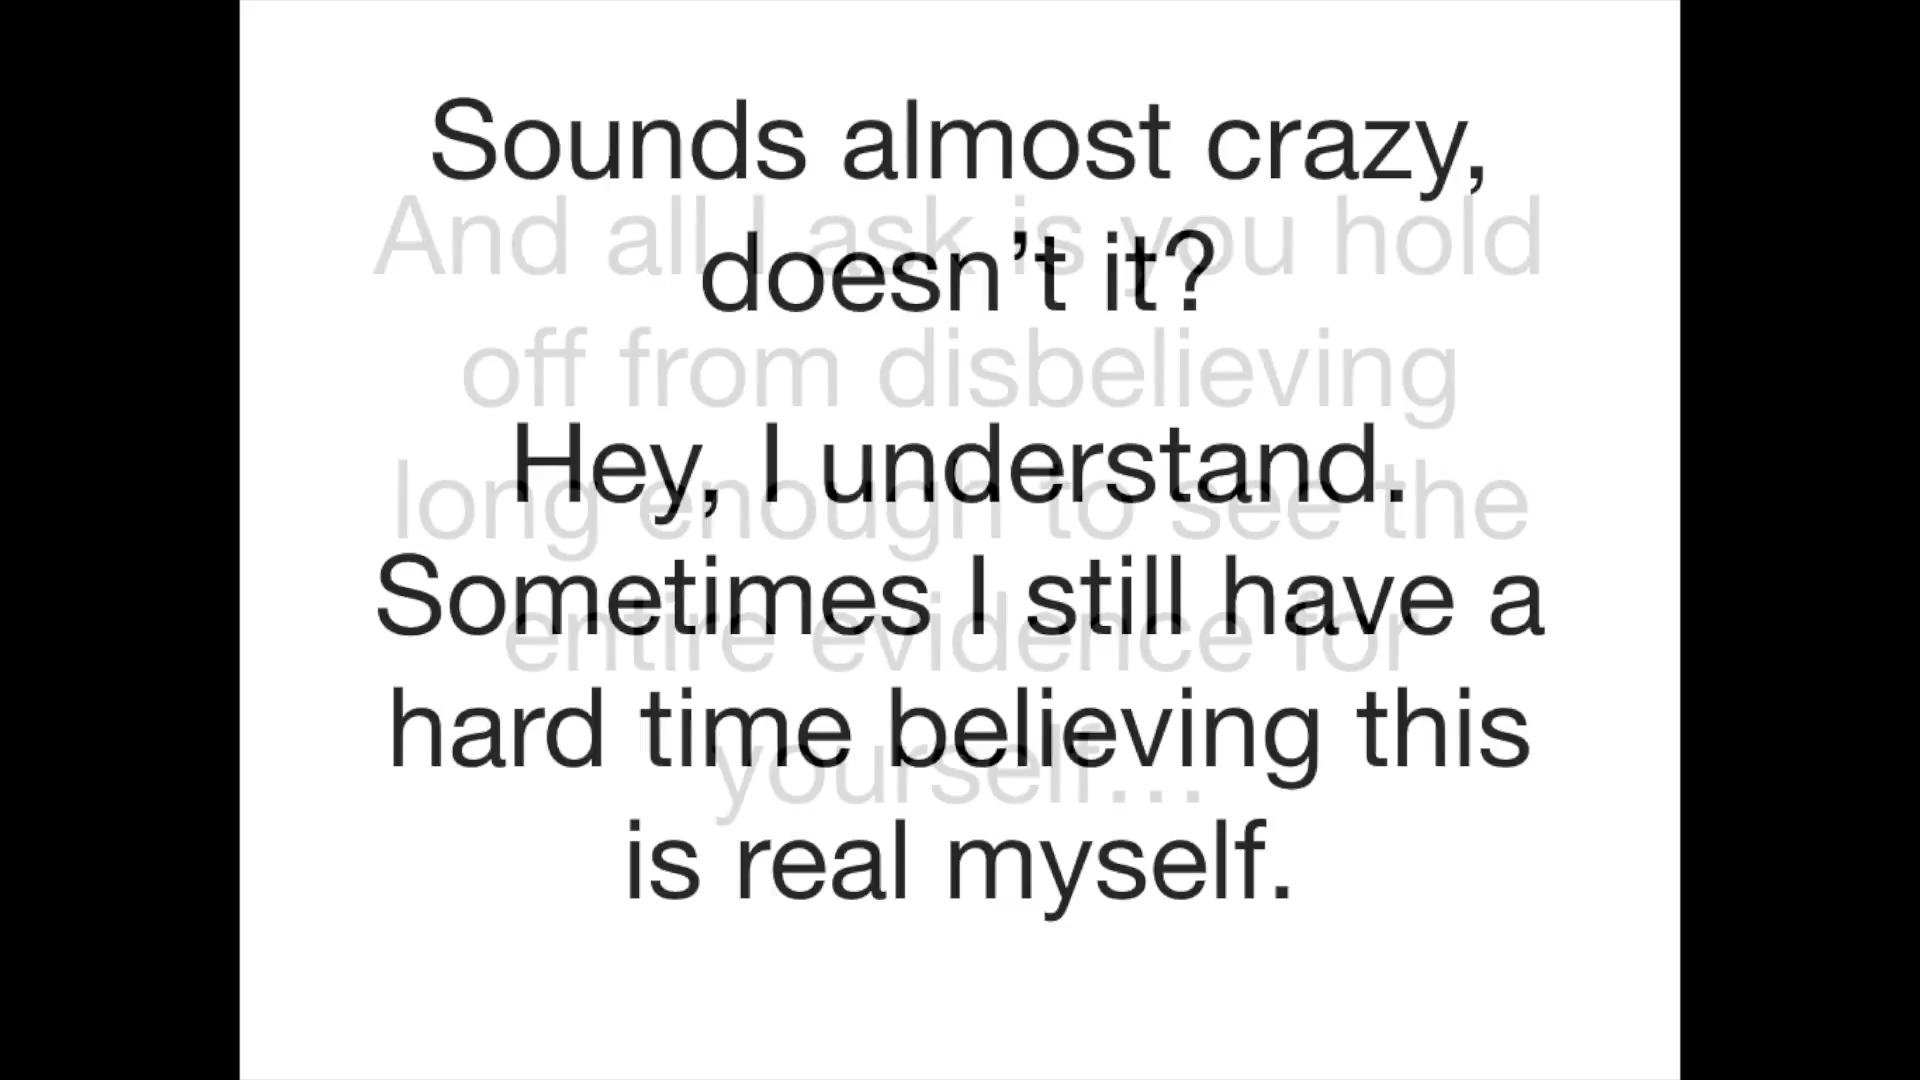 Sounds almost crazy,
doesn’t it?
Hey, I understand.
Sometimes I still have a
hard time believing this
is real myself.
And all I ask is you hold
off from disbelieving
long enough to see the
entire evidence for
yourself...